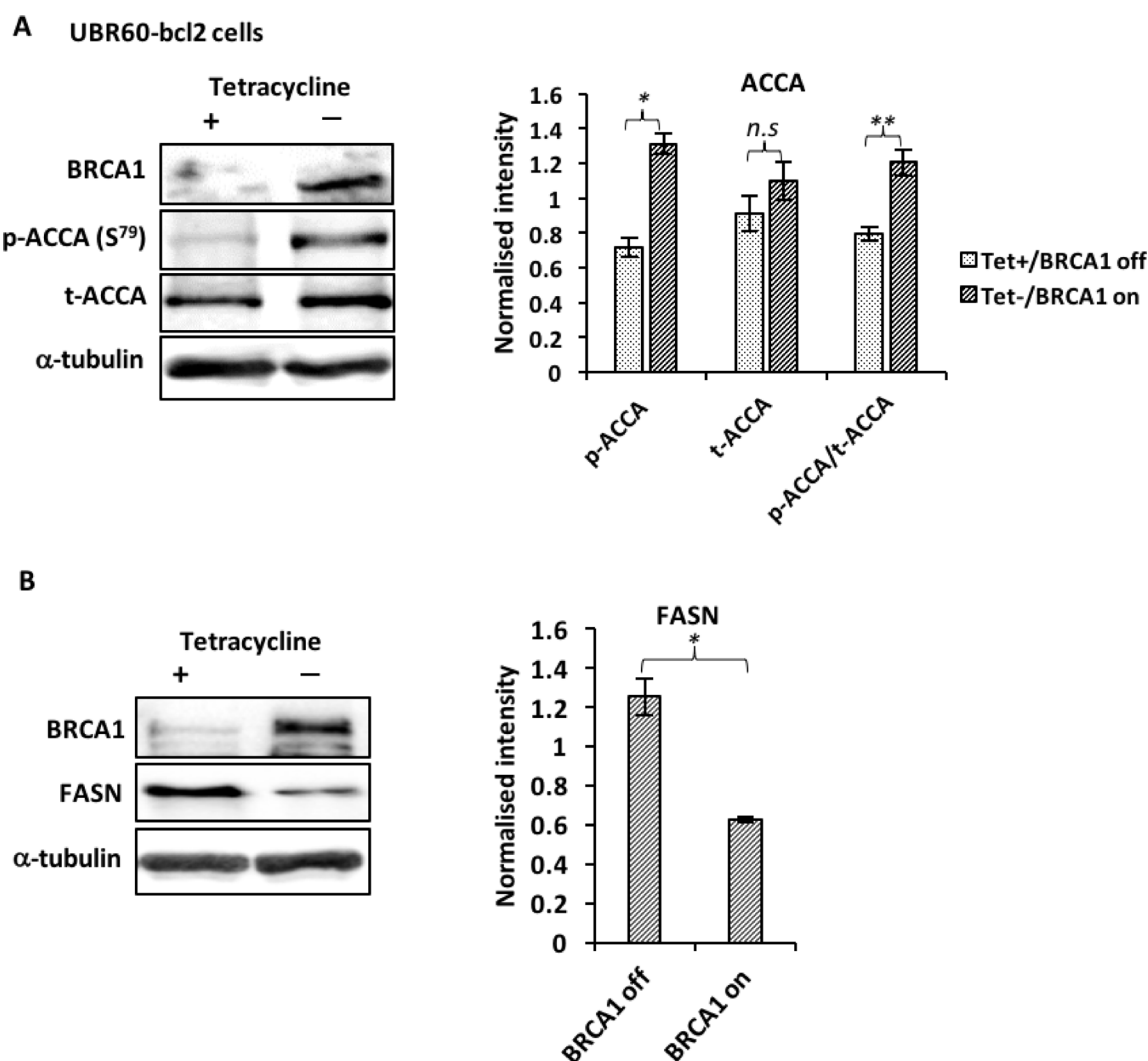 A UBR60-bcl2 cells
Tetracycline
+ –
BRCA1
p-ACCA (S⁷⁹)
t-ACCA
α-tubulin
ACCA
Normalised intensity
1.6
1.4
1.2
1
0.8
0.6
0.4
0.2
0
*
n.s
**
p-ACCA
t-ACCA
p-ACCA/t-ACCA
Tet+/BRCA1 off
Tet-/BRCA1 on
B
Tetracycline
+ –
BRCA1
FASN
α-tubulin
FASN
Normalised intensity
1.6
1.4
1.2
1
0.8
0.6
0.4
0.2
0
*
BRCA1 off
BRCA1 on